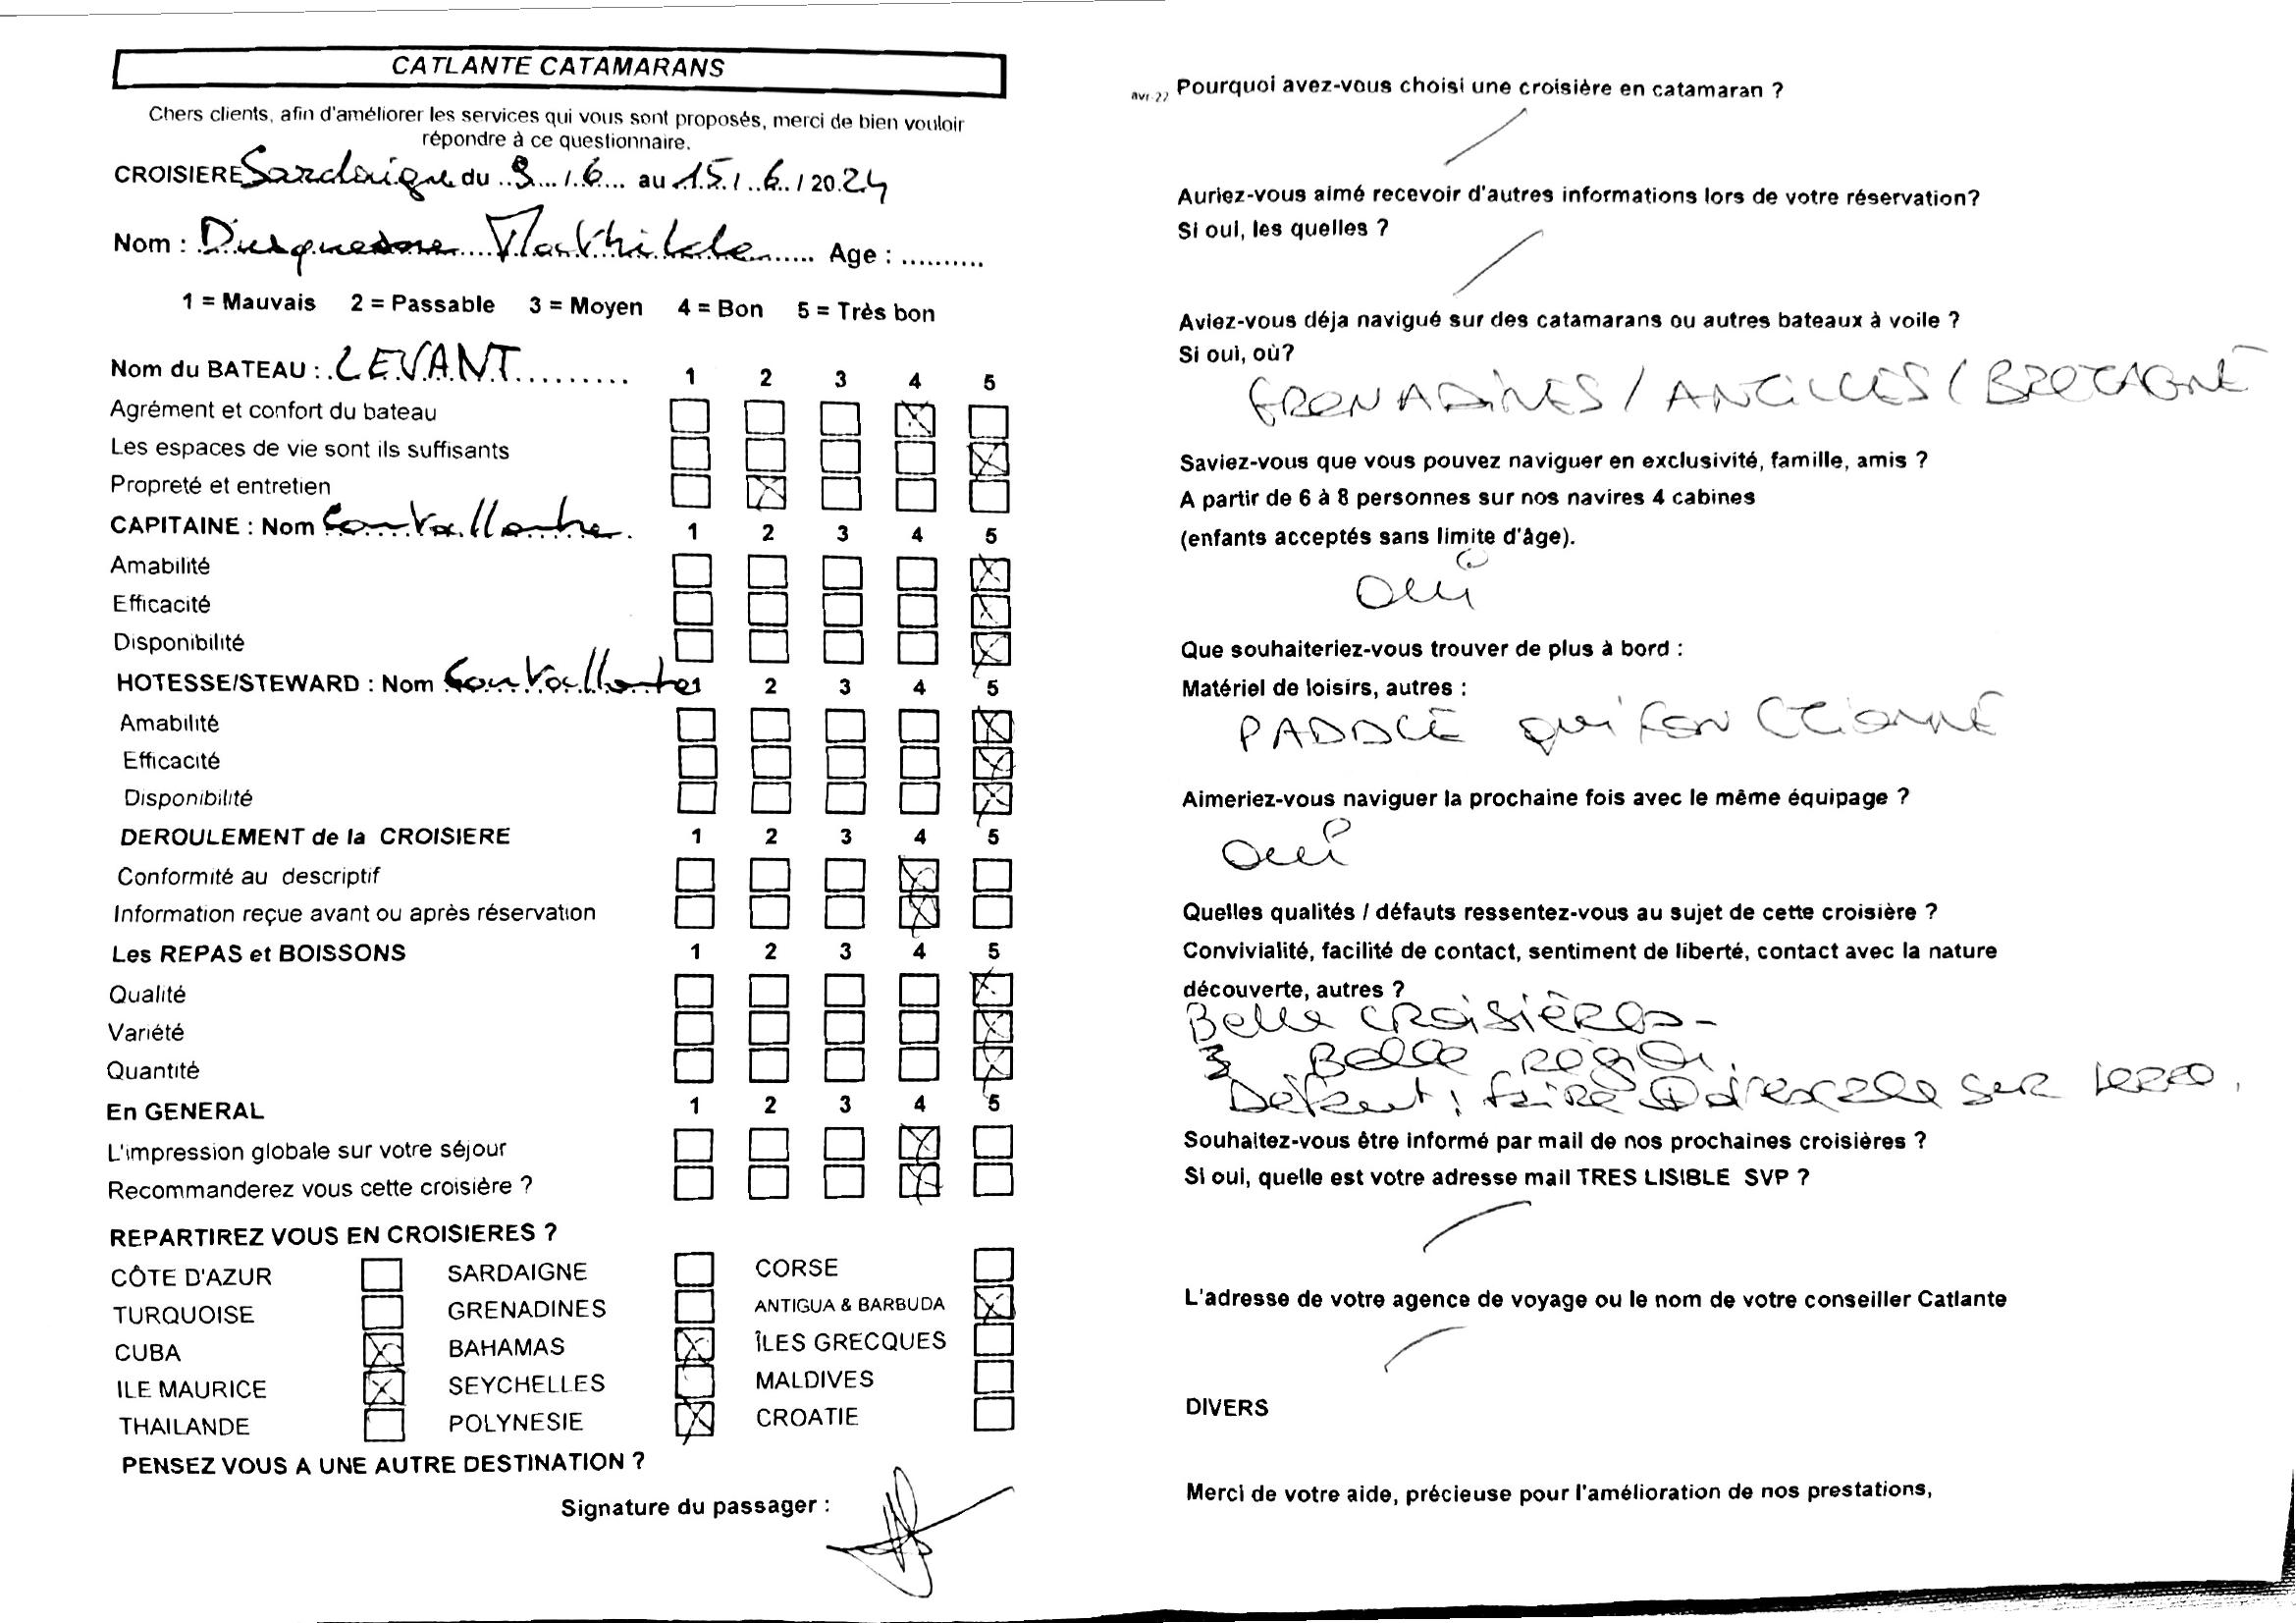 CATLANTE CATAMARANS
Chers clients, afin d'améliorer les services qui vous sont proposés, merci de bien vouloir
répondre à ce questionnaire.
CROISIERE Sardaigne du 9 / 6 au 15 / 6 / 2024
Nom : Duquesne Mathilde Age : ..........
1 = Mauvais 2 = Passable 3 = Moyen 4 = Bon 5 = Très bon
Nom du BATEAU : LEVANT 1 2 3 4 5
Agrément et confort du bateau
Les espaces de vie sont ils suffisants
Propreté et entretien
CAPITAINE : Nom 1 2 3 4 5
Amabilité
Efficacité
Disponibilité
HOTESSE/STEWARD : Nom 1 2 3 4 5
Amabilité
Efficacité
Disponibilité
DEROULEMENT de la CROISIERE 1 2 3 4 5
Conformité au descriptif
Information reçue avant ou après réservation
Les REPAS et BOISSONS 1 2 3 4 5
Qualité
Variété
Quantité
En GENERAL 1 2 3 4 5
L'impression globale sur votre séjour
Recommanderez vous cette croisière ?
REPARTIREZ VOUS EN CROISIERES ?
CÔTE D'AZUR SARDAIGNE CORSE
TURQUOISE GRENADINES ANTIGUA & BARBUDA
CUBA BAHAMAS ÎLES GRECQUES
ILE MAURICE SEYCHELLES MALDIVES
THAILANDE POLYNESIE CROATIE
PENSEZ VOUS A UNE AUTRE DESTINATION ?
Signature du passager :
avr-22
Pourquoi avez-vous choisi une croisière en catamaran ?
Auriez-vous aimé recevoir d'autres informations lors de votre réservation?
Si oui, les quelles ?
Aviez-vous déja navigué sur des catamarans ou autres bateaux à voile ?
Si oui, où?
GRENADINES / ANTILLES / BRETAGNE
Saviez-vous que vous pouvez naviguer en exclusivité, famille, amis ?
A partir de 6 à 8 personnes sur nos navires 4 cabines
(enfants acceptés sans limite d'âge).
oui
Que souhaiteriez-vous trouver de plus à bord :
Matériel de loisirs, autres :
PADDLE qui fonctionne
Aimeriez-vous naviguer la prochaine fois avec le même équipage ?
oui
Quelles qualités / défauts ressentez-vous au sujet de cette croisière ?
Convivialité, facilité de contact, sentiment de liberté, contact avec la nature
découverte, autres ?
Belle croisière -
Belle région
Défaut : faire + d'escale sur terre.
Souhaitez-vous être informé par mail de nos prochaines croisières ?
Si oui, quelle est votre adresse mail TRES LISIBLE SVP ?
L'adresse de votre agence de voyage ou le nom de votre conseiller Catlante
DIVERS
Merci de votre aide, précieuse pour l'amélioration de nos prestations,